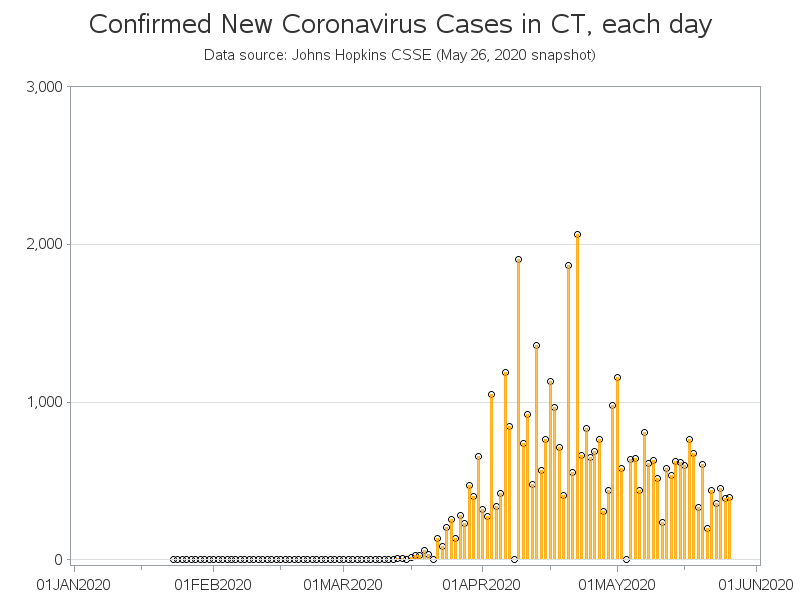 Confirmed New Coronavirus Cases in CT, each day
Data source: Johns Hopkins CSSE (May 26, 2020 snapshot)
3,000
2,000
1,000
0
01JAN2020 01FEB2020 01MAR2020 01APR2020 01MAY2020 01JUN2020